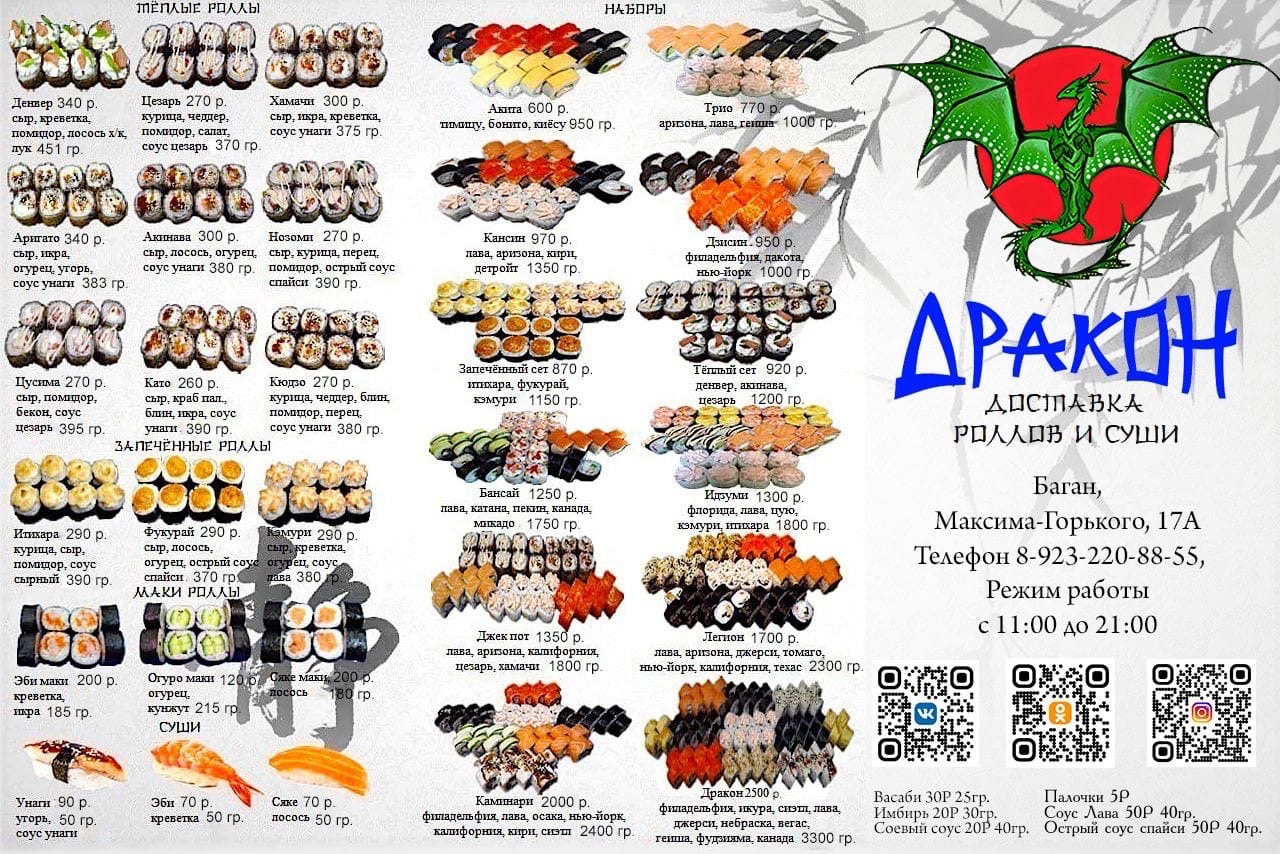 ТЁПЛЫЕ РОЛЛЫ
Денвер 340 р.
сыр, креветка,
помидор, лосось х/к,
лук 451 гр.
Цезарь 270 р.
курица, чеддер,
помидор, салат,
соус цезарь 370 гр.
Хамачи 300 р.
сыр, икра, креветка,
соус унаги 375 гр.
Аригато 340 р.
сыр, икра,
огурец, угорь,
соус унаги 383 гр.
Акинава 300 р.
сыр, лосось, огурец,
соус унаги 380 гр.
Нозоми 270 р.
сыр, курица, перец,
помидор, острый соус
спайси 390 гр.
Цусима 270 р.
сыр, помидор,
бекон, соус
цезарь 395 гр.
Като 260 р.
сыр, краб пал.,
блин, икра, соус
унаги 390 гр.
Кюдзо 270 р.
курица, чеддер, блин,
помидор, перец,
соус унаги 380 гр.
ЗАПЕЧЁННЫЕ РОЛЛЫ
Итихара 290 р.
курица, сыр,
помидор, соус
сырный 390 гр.
Фукурай 290 р.
сыр, лосось,
огурец, острый соус
спайси. 370 гр.
Кэмури 290 р.
сыр, креветка,
огурец, соус
лава 380 гр.
МАКИ РОЛЛЫ
Эби маки 200 р.
креветка,
икра 185 гр.
Огуро маки 120 р.
огурец,
кунжут 215 гр.
Сяке маки 200 р.
лосось 180 гр.
静
СУШИ
Унаги 90 р.
угорь, 50 гр.
соус унаги
Эби 70 р.
креветка 50 гр.
Сяке 70 р.
лосось 50 гр.
НАБОРЫ
Акита 600 р.
тимицу, бонито, киёсу 950 гр.
Трио 770 р.
аризона, лава, гейша 1000 гр.
Кансин 970 р.
лава, аризона, кири,
детройт 1350 гр.
Дзисин 950 р.
филадельфия, дакота,
нью-йорк 1000 гр.
Запечённый сет 870 р.
итихара, фукурай,
кэмури 1150 гр.
Тёплый сет 920 р.
денвер, акинава,
цезарь 1200 гр.
Бансай 1250 р.
лава, катана, пекин, канада,
микадо 1750 гр.
Идзуми 1300 р.
флорида, лава, цую,
кэмури, итихара 1800 гр.
Джек пот 1350 р.
лава, аризона, калифорния,
цезарь, хамачи 1800 гр.
Легион 1700 р.
лава, аризона, джерси, томаго,
нью-йорк, калифорния, техас 2300 гр.
Каминари 2000 р.
филадельфия, лава, осака, нью-йорк,
калифорния, кири, сиэтл 2400 гр.
Дракон 2500 р.
филадельфия, икура, сиэтл, лава,
джерси, небраска, вегас,
гейша, фудзияма, канада 3300 гр.
ДРАКОН
ДОСТАВКА
РОЛЛОВ И СУШИ
Баган,
Максима-Горького, 17А
Телефон 8-923-220-88-55,
Режим работы
с 11:00 до 21:00
Васаби 30Р 25гр.
Имбирь 20Р 30гр.
Соевый соус 20Р 40гр.
Палочки 5Р
Соус Лава 50Р 40гр.
Острый соус спайси 50Р 40гр.